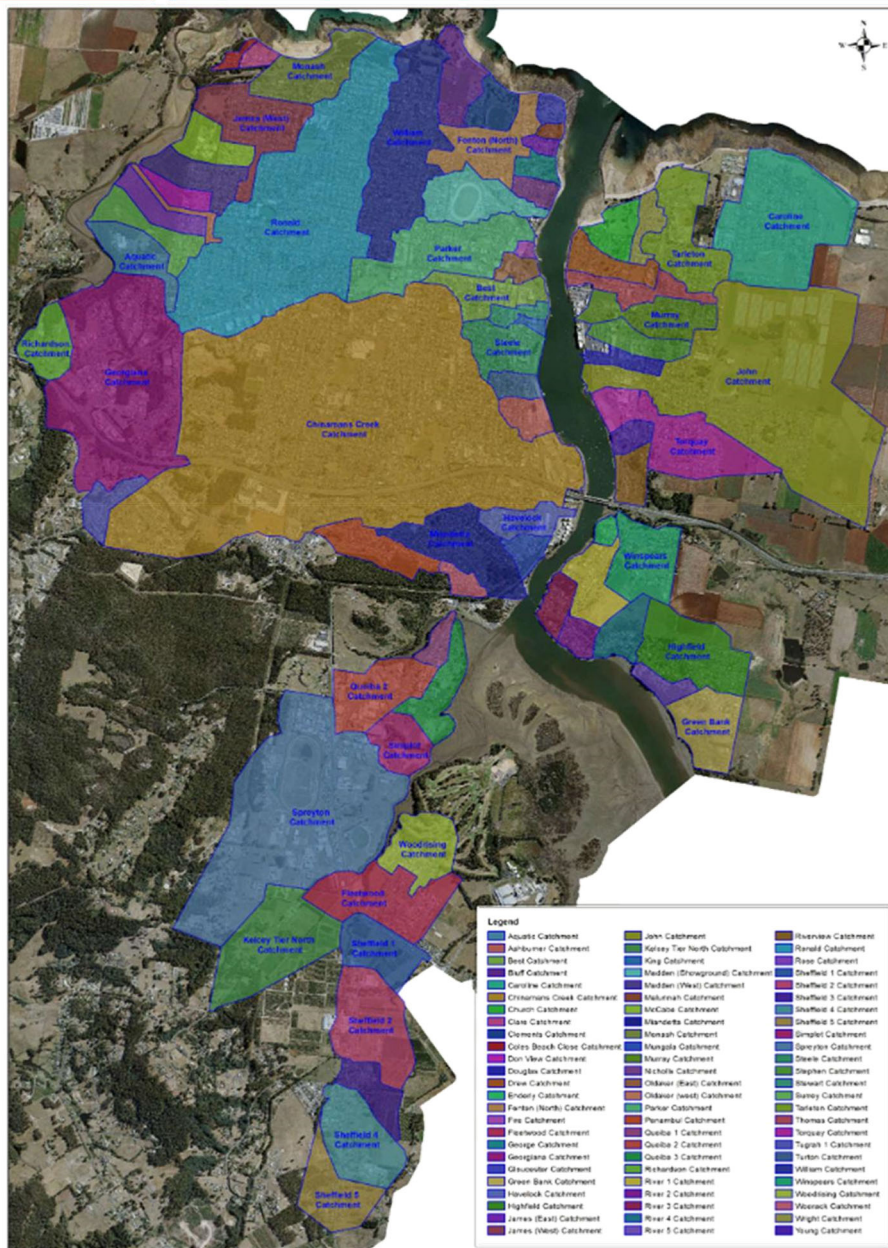 N
W E
S
Monash
Catchment
James (West)
Catchment
William
Catchment
Fenton (North)
Catchment
Caroline
Catchment
Ronald
Catchment
Parker
Catchment
Tarleton
Catchment
Aquatic
Catchment
Best
Catchment
Murray
Catchment
Richardson
Catchment
Steele
Catchment
Georgiana
Catchment
John
Catchment
Chinamans Creek
Catchment
Torquay
Catchment
Havelock
Catchment
Miandetta
Catchment
Winspears
Catchment
Highfield
Catchment
Quoiba 2
Catchment
Green Bank
Catchment
Simplot
Catchment
Spreyton
Catchment
Woodrising
Catchment
Fleetwood
Catchment
Kelcey Tier North
Catchment
Sheffield 1
Catchment
Sheffield 2
Catchment
Sheffield 4
Catchment
Sheffield 5
Catchment
Legend
Aquatic Catchment
Ashburner Catchment
Best Catchment
Bluff Catchment
Caroline Catchment
Chinamans Creek Catchment
Church Catchment
Clare Catchment
Clements Catchment
Coles Beach Close Catchment
Don View Catchment
Douglas Catchment
Drew Catchment
Enderly Catchment
Fenton (North) Catchment
Fire Catchment
Fleetwood Catchment
George Catchment
Georgiana Catchment
Gloucester Catchment
Green Bank Catchment
Havelock Catchment
Highfield Catchment
James (East) Catchment
James (West) Catchment
John Catchment
Kelcey Tier North Catchment
King Catchment
Madden (Showground) Catchment
Madden (West) Catchment
Malunnah Catchment
McCabe Catchment
Miandetta Catchment
Monash Catchment
Mungala Catchment
Murray Catchment
Nicholls Catchment
Oldaker (East) Catchment
Oldaker (west) Catchment
Parker Catchment
Panambul Catchment
Quoiba 1 Catchment
Quoiba 2 Catchment
Quoiba 3 Catchment
Richardson Catchment
River 1 Catchment
River 2 Catchment
River 3 Catchment
River 4 Catchment
River 5 Catchment
Riverview Catchment
Ronald Catchment
Rose Catchment
Sheffield 1 Catchment
Sheffield 2 Catchment
Sheffield 3 Catchment
Sheffield 4 Catchment
Sheffield 5 Catchment
Simplot Catchment
Spreyton Catchment
Steele Catchment
Stephen Catchment
Stewart Catchment
Surrey Catchment
Tarleton Catchment
Thomas Catchment
Torquay Catchment
Tugrah 1 Catchment
Turton Catchment
William Catchment
Winspears Catchment
Woodrising Catchment
Woorack Catchment
Wright Catchment
Young Catchment